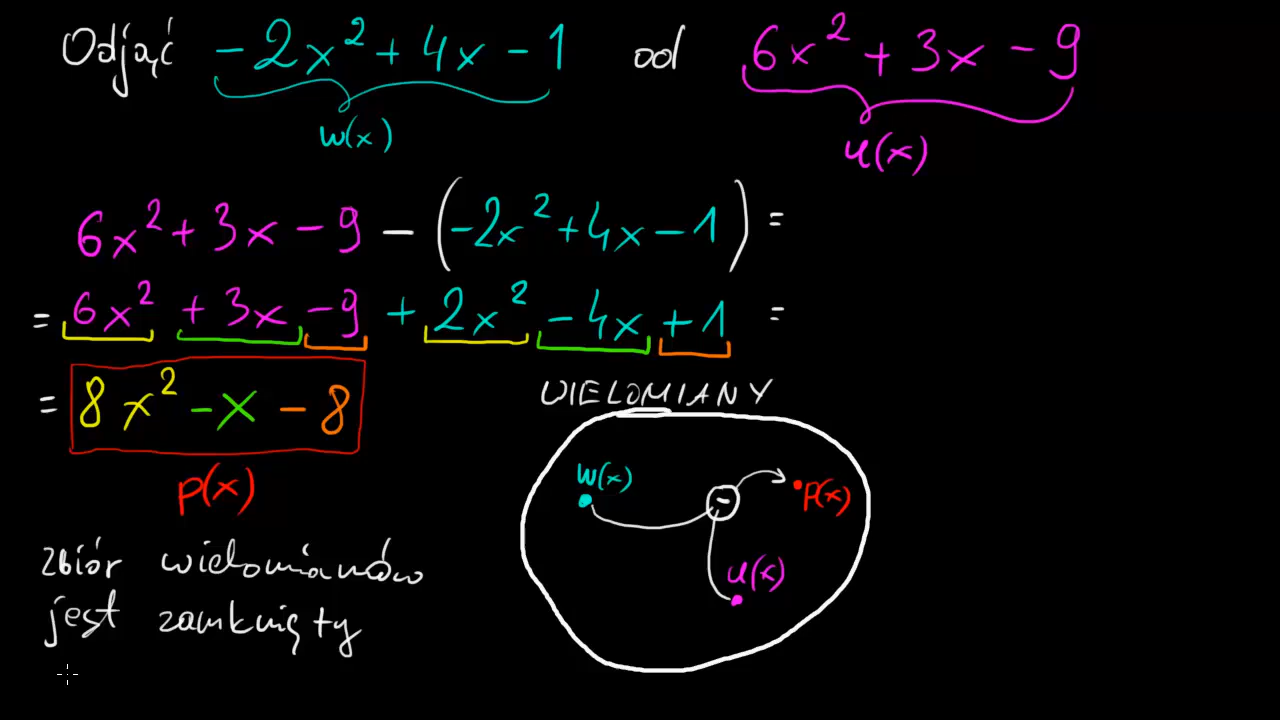 Odjąć -2x² + 4x - 1 od 6x² + 3x - 9
w(x) u(x)
6x² + 3x - 9 - (-2x² + 4x - 1) =
= 6x² + 3x - 9 + 2x² - 4x + 1 =
= 8x² - x - 8
p(x)
WIELOMIANY
w(x)
-
p(x)
u(x)
zbiór wielomianów
jest zamknięty